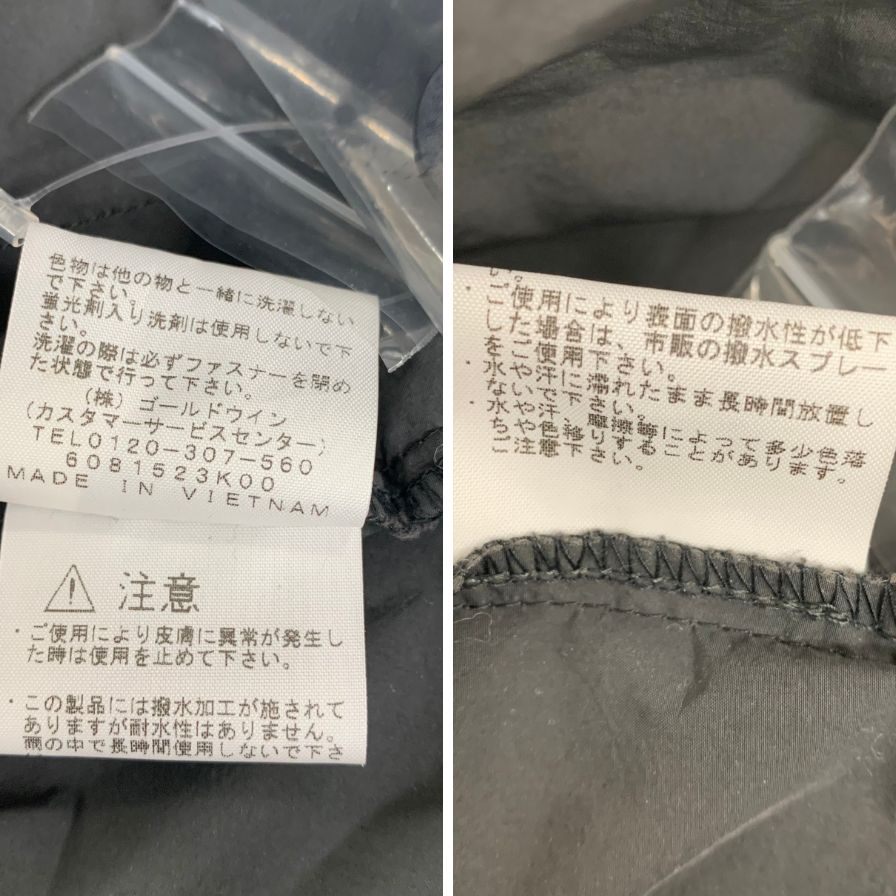 色物は他の物と一緒に洗濯しない
で下さい。
蛍光剤入り洗剤は使用しないで下
さい。
洗濯の際は必ずファスナーを閉め
た状態で行って下さい。
(株)ゴールドウイン
(カスタマーサービスセンター)
TEL0120-307-560
6081523K00
MADE IN VIETNAM
注意
・ご使用により皮膚に異常が発生し
た時は使用を止めて下さい。
・この製品には撥水加工が施されて
ありますが耐水性はありません。
雨の中で長時間使用しないで下さ
い。
・ご使用により表面の撥水性が低下
した場合は、市販の撥水スプレー
をご使用下さい。
・水や汗に濡れたまま長時間放置し
ないで下さい。
・水や汗、摩擦等によって多少色落
ちや色移りすることがあります。
ご注意下さい。